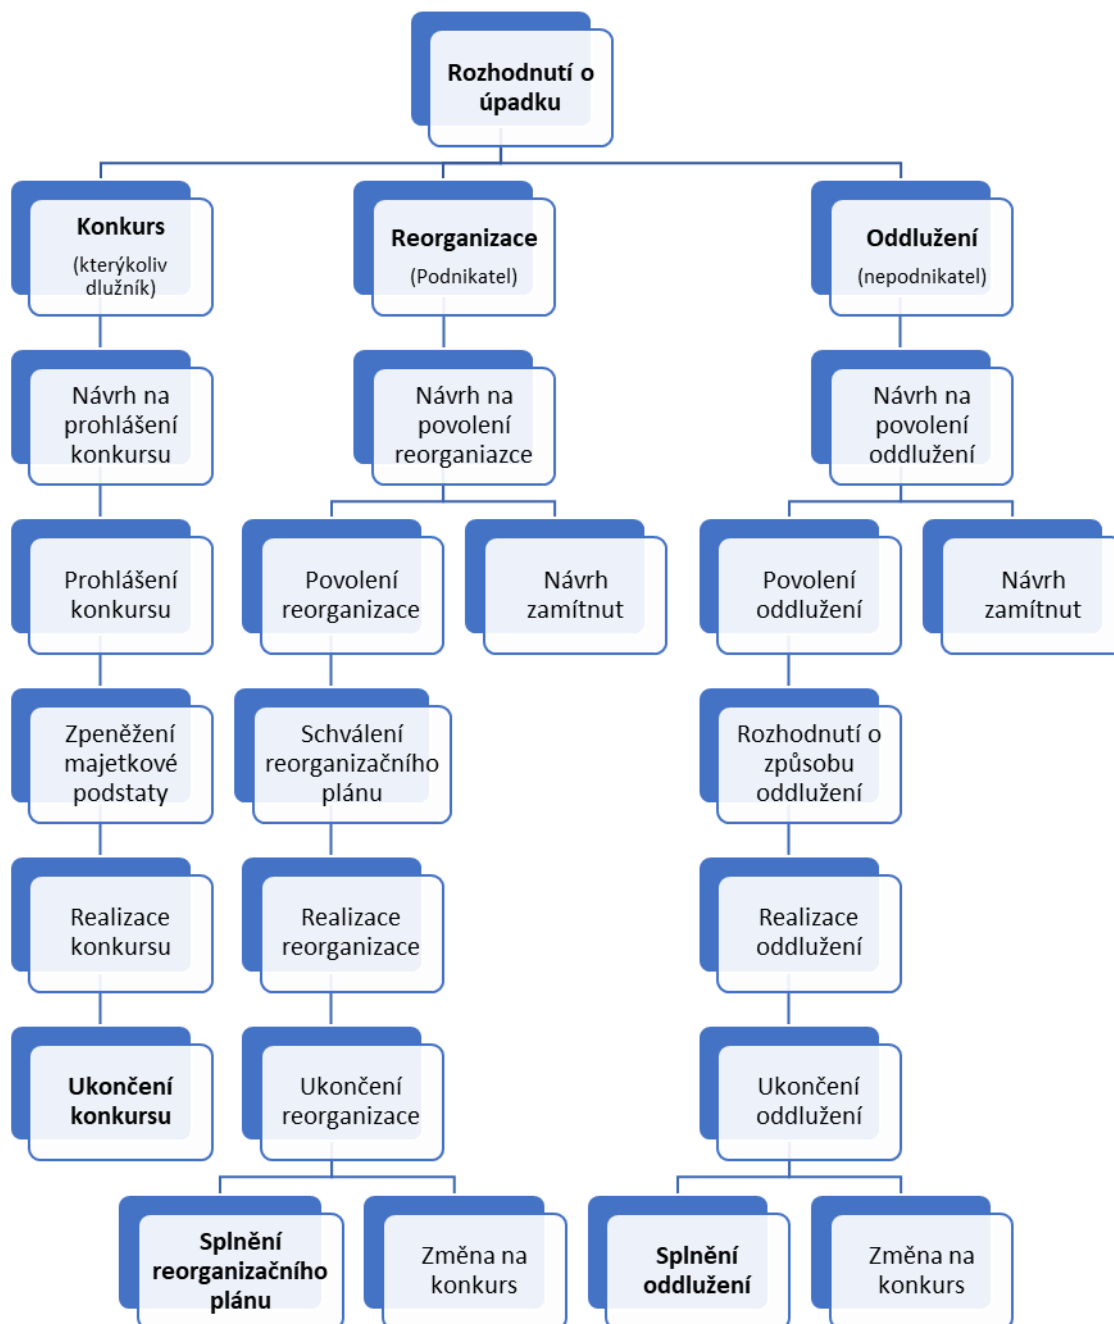 Rozhodnutí o
úpadku
Konkurs
(kterýkoliv
dlužník)
Reorganizace
(Podnikatel)
Oddlužení
(nepodnikatel)
Návrh na
prohlášení
konkursu
Návrh na
povolení
reorganiazce
Návrh na
povolení
oddlužení
Prohlášení
konkursu
Povolení
reorganizace
Návrh
zamítnut
Povolení
oddlužení
Návrh
zamítnut
Zpeněžení
majetkové
podstaty
Schválení
reorganizačního
plánu
Rozhodnutí o
způsobu
oddlužení
Realizace
konkursu
Realizace
reorganizace
Realizace
oddlužení
Ukončení
konkursu
Ukončení
reorganizace
Ukončení
oddlužení
Splnění
reorganizačního
plánu
Změna na
konkurs
Splnění
oddlužení
Změna na
konkurs